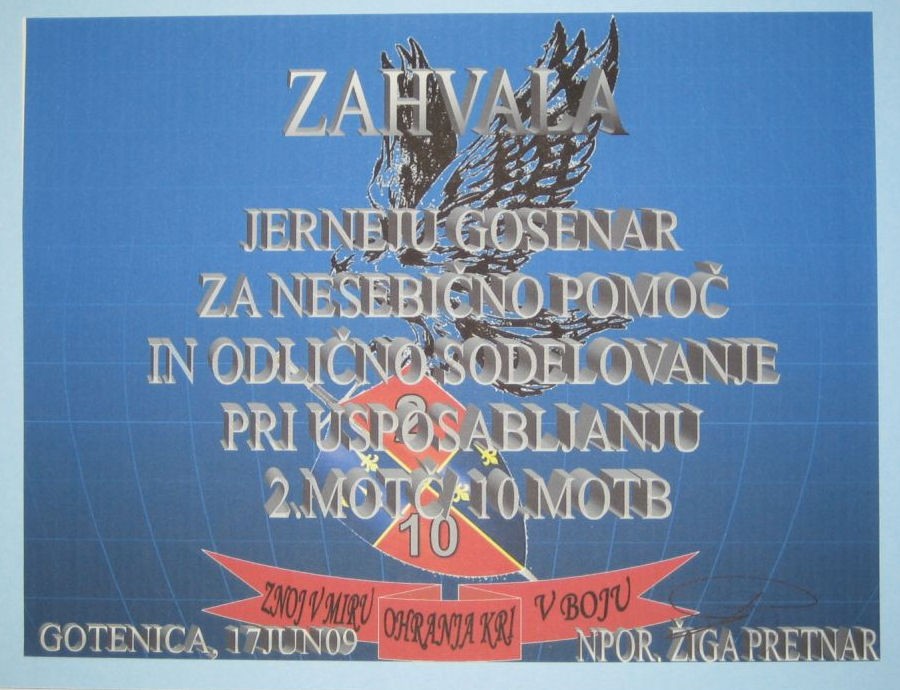 ZAHVALA
JERNEJU GOSENAR
ZA NESEBIČNO POMOČ
IN ODLIČNO SODELOVANJE
PRI USPOSABLJANJU
2.MOTČ/ 10.MOTB
2
10
ZNOJ V MIRU OHRANJA KRI V BOJU
GOTENICA, 17JUN09
NPOR, ŽIGA PRETNAR